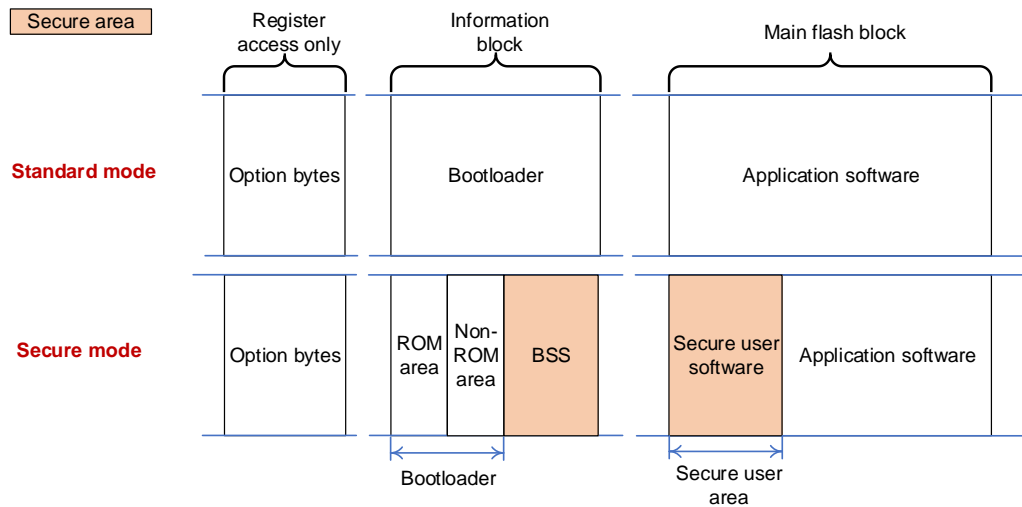 Secure area
Register
access only
Information
block
Main flash block
Standard mode
Option bytes
Bootloader
Application software
Secure mode
Option bytes
ROM
area
Non-
ROM
area
BSS
Secure user
software
Application software
Bootloader
Secure user
area